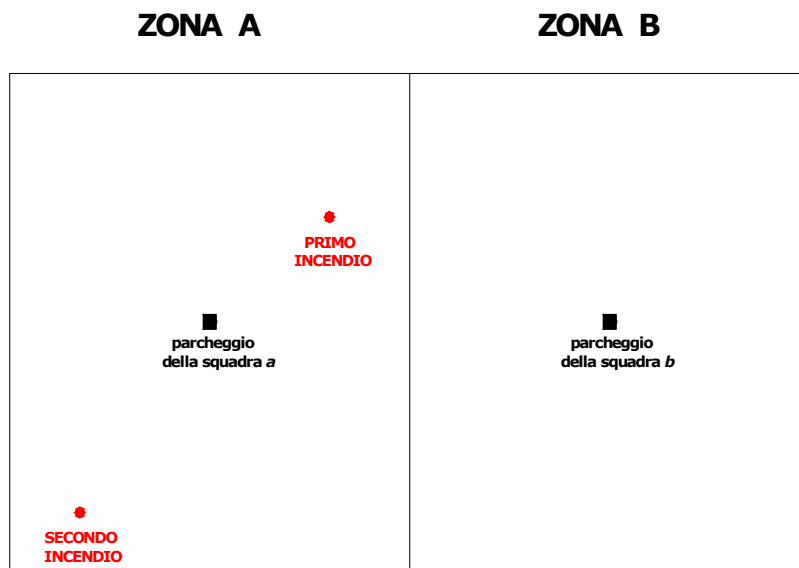 ZONA A
ZONA B
PRIMO
INCENDIO
parcheggio
della squadra a
parcheggio
della squadra b
SECONDO
INCENDIO